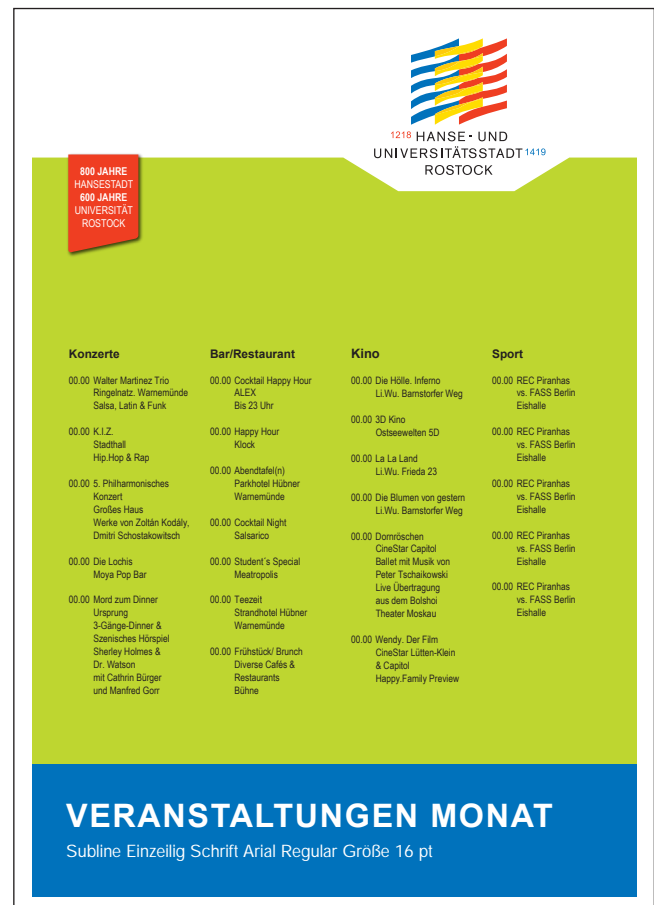 1218 HANSE - UND
UNIVERSITÄTSSTADT 1419
ROSTOCK
800 JAHRE
HANSESTADT
600 JAHRE
UNIVERSITÄT
ROSTOCK
Konzerte
00.00 Walter Martinez Trio
Ringelnatz. Warnemünde
Salsa, Latin & Funk
00.00 K.I.Z.
Stadthall
Hip.Hop & Rap
00.00 5. Philharmonisches
Konzert
Großes Haus
Werke von Zoltán Kodály,
Dmitri Schostakowitsch
00.00 Die Lochis
Moya Pop Bar
00.00 Mord zum Dinner
Ursprung
3-Gänge-Dinner &
Szenisches Hörspiel
Sherley Holmes &
Dr. Watson
mit Cathrin Bürger
und Manfred Gorr
Bar/Restaurant
00.00 Cocktail Happy Hour
ALEX
Bis 23 Uhr
00.00 Happy Hour
Klock
00.00 Abendtafel(n)
Parkhotel Hübner
Warnemünde
00.00 Cocktail Night
Salsarico
00.00 Student´s Special
Meatropolis
00.00 Teezeit
Strandhotel Hübner
Warnemünde
00.00 Frühstück/ Brunch
Diverse Cafés &
Restaurants
Bühne
Kino
00.00 Die Hölle. Inferno
Li.Wu. Barnstorfer Weg
00.00 3D Kino
Ostseewelten 5D
00.00 La La Land
Li.Wu. Frieda 23
00.00 Die Blumen von gestern
Li.Wu. Barnstorfer Weg
00.00 Dornröschen
CineStar Capitol
Ballet mit Musik von
Peter Tschaikowski
Live Übertragung
aus dem Bolshoi
Theater Moskau
00.00 Wendy. Der Film
CineStar Lütten-Klein
& Capitol
Happy.Family Preview
Sport
00.00 REC Piranhas
vs. FASS Berlin
Eishalle
00.00 REC Piranhas
vs. FASS Berlin
Eishalle
00.00 REC Piranhas
vs. FASS Berlin
Eishalle
00.00 REC Piranhas
vs. FASS Berlin
Eishalle
00.00 REC Piranhas
vs. FASS Berlin
Eishalle
VERANSTALTUNGEN MONAT
Subline Einzeilig Schrift Arial Regular Größe 16 pt